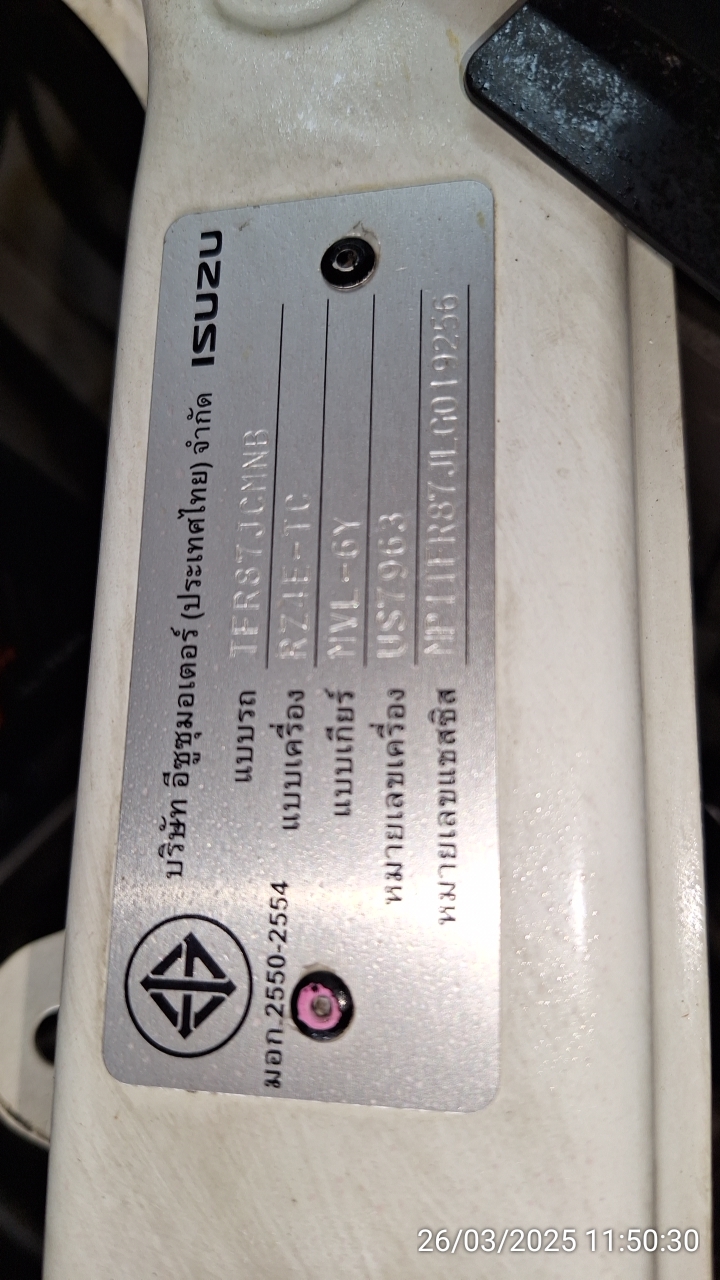 บริษัท อีซูซุมอเตอร์ (ประเทศไทย) จำกัด ISUZU
แบบรถ TFR87JCMNB
แบบเครื่อง RZ4E-TC
แบบเกียร์ MVL-6Y
หมายเลขเครื่อง US7963
หมายเลขแชสซิส MP1TFR87JLG019256
มอก.2550-2554
26/03/2025 11:50:30